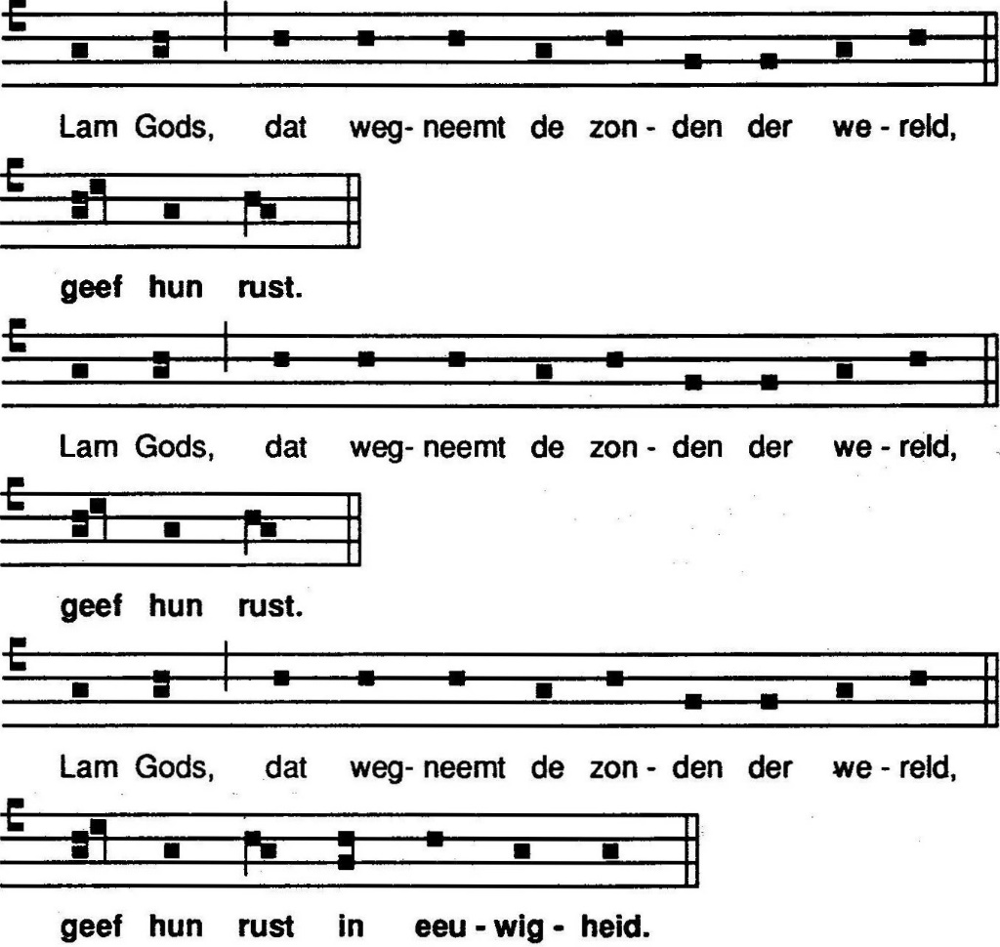 Lam Gods, dat weg- neemt de zon - den der we - reld,
geef hun rust.
Lam Gods, dat weg- neemt de zon - den der we - reld,
geef hun rust.
Lam Gods, dat weg- neemt de zon - den der we - reld,
geef hun rust in eeu - wig - heid.